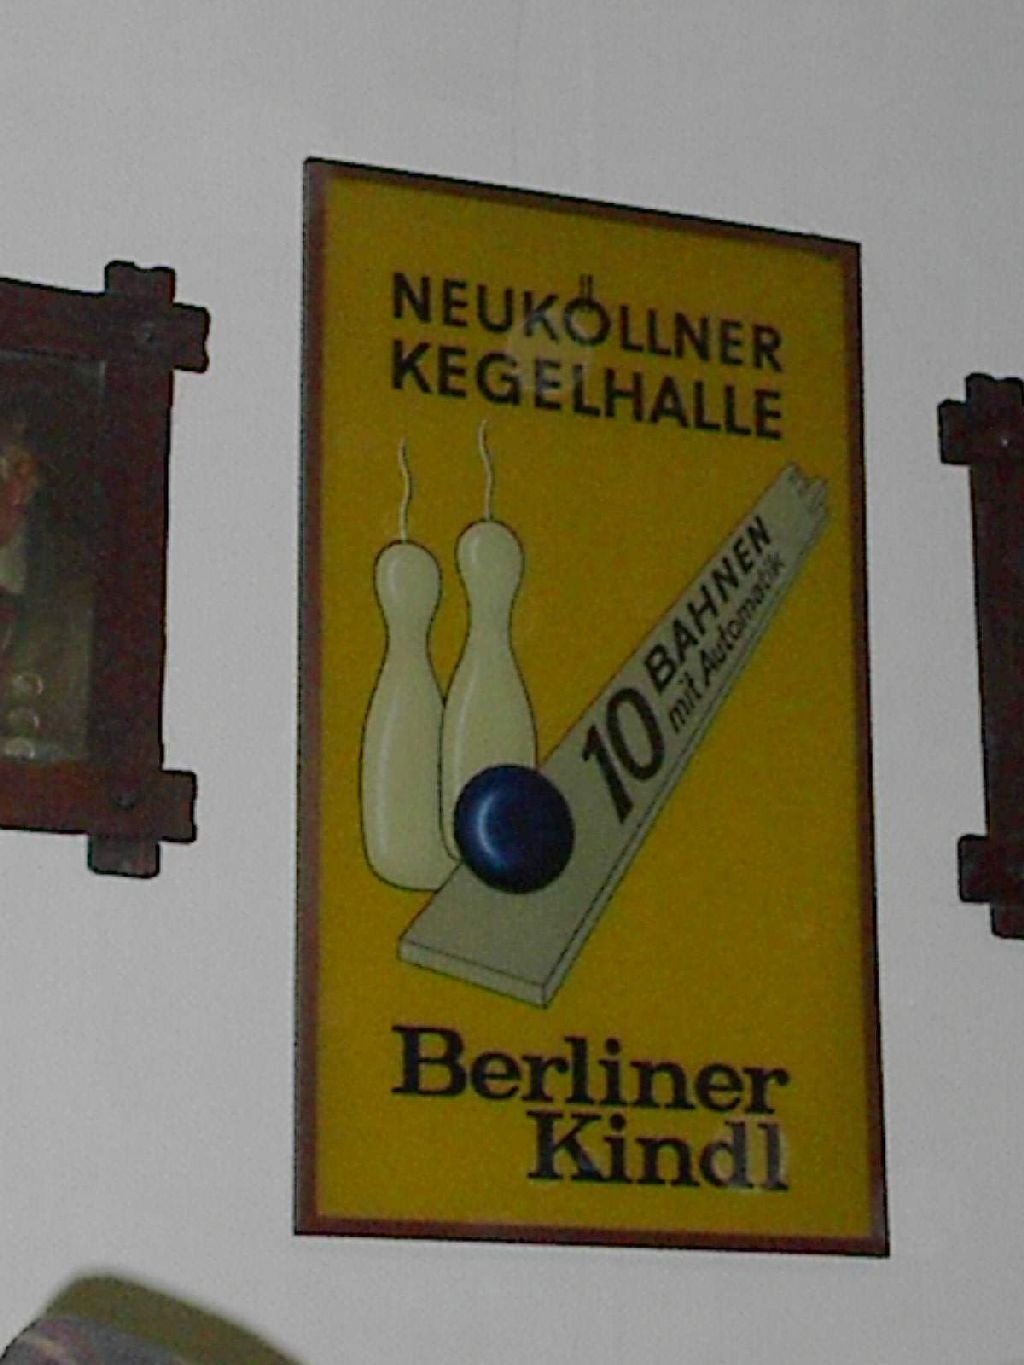 NEUKÖLLNER
KEGELHALLE
10 BAHNEN
mit Automatik
Berliner
Kindl